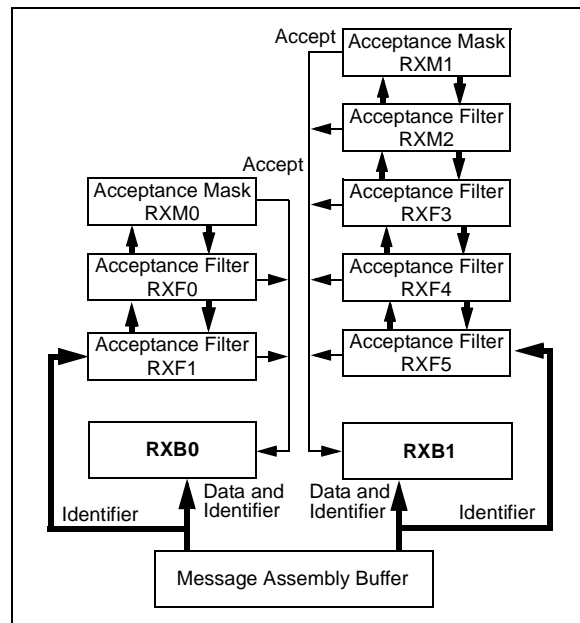 Accept
Acceptance Mask
RXM1
Acceptance Filter
RXM2
Accept
Acceptance Mask
RXM0
Acceptance Filter
RXF3
Acceptance Filter
RXF0
Acceptance Filter
RXF4
Acceptance Filter
RXF1
Acceptance Filter
RXF5
RXB0
RXB1
Identifier
Data and
Identifier
Data and
Identifier
Identifier
Message Assembly Buffer